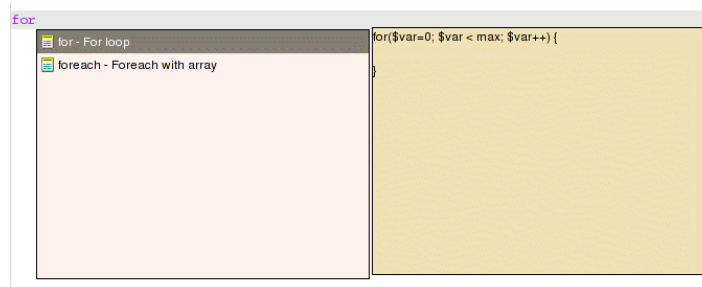 for
for - For loop
foreach - Foreach with array
for($var=0; $var < max; $var++) {
}